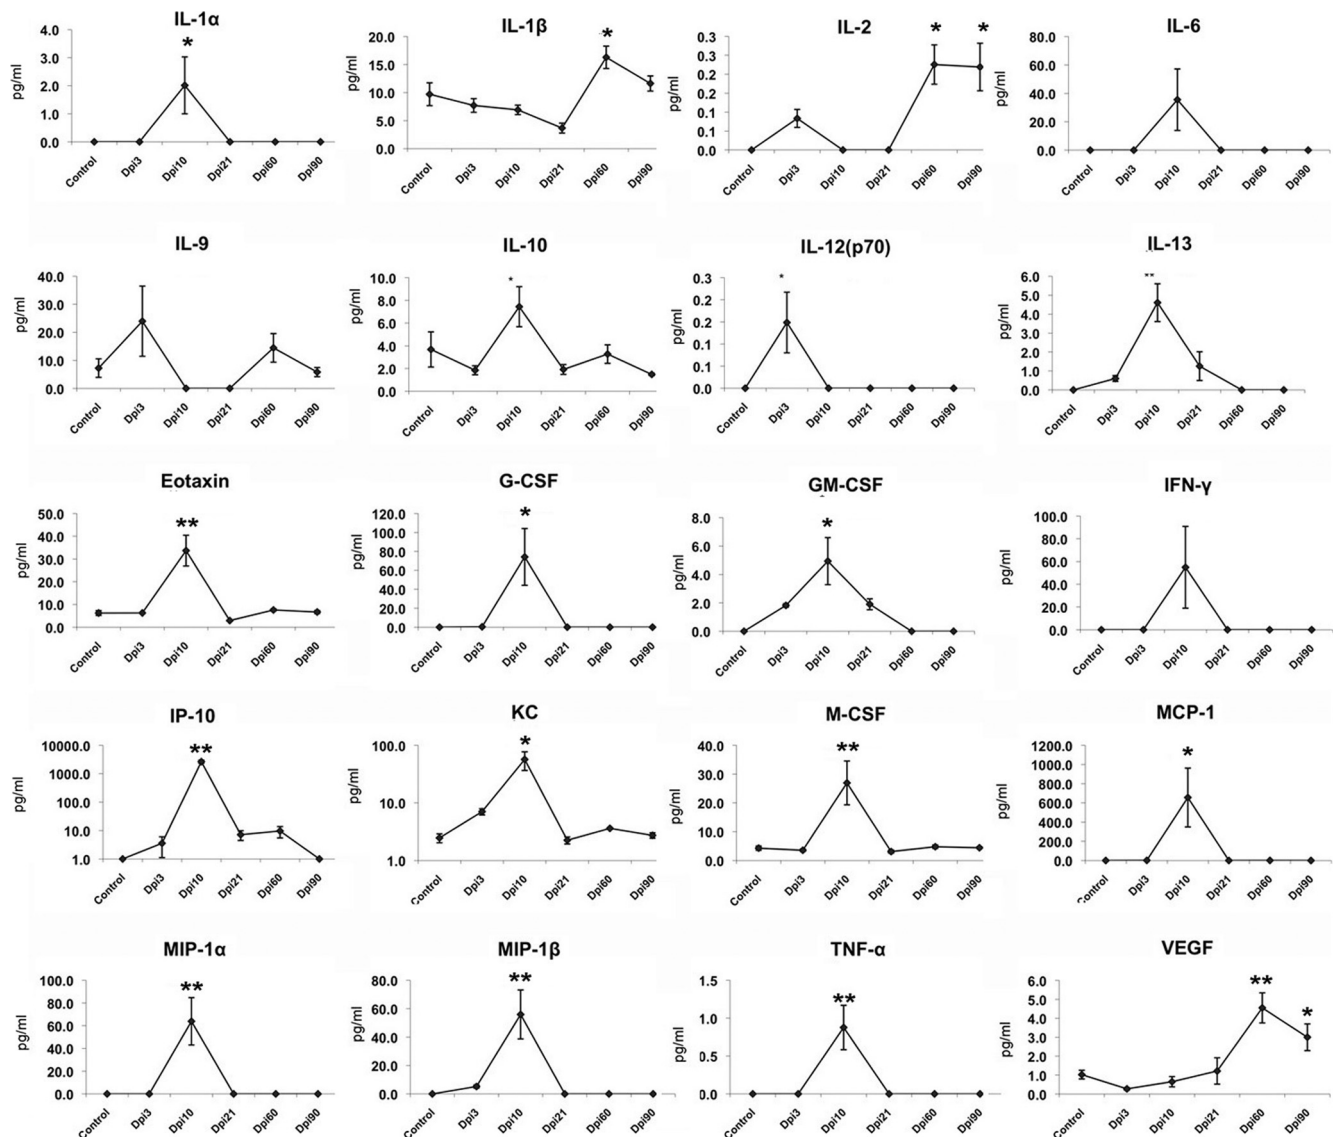 IL-1α
pg/ml
4.0
3.0
2.0
1.0
0.0
*
Control Dpi3 Dpi10 Dpi21 Dpi60 Dpi90
IL-1β
pg/ml
20.0
15.0
10.0
5.0
0.0
*
Control Dpi3 Dpi10 Dpi21 Dpi60 Dpi90
IL-2
pg/ml
0.3
0.2
0.2
0.1
0.1
0.0
* *
Control Dpi3 Dpi10 Dpi21 Dpi60 Dpi90
IL-6
pg/ml
80.0
60.0
40.0
20.0
0.0
Control Dpi3 Dpi10 Dpi21 Dpi60 Dpi90
IL-9
pg/ml
40.0
30.0
20.0
10.0
0.0
Control Dpi3 Dpi10 Dpi21 Dpi60 Dpi90
IL-10
pg/ml
10.0
8.0
6.0
4.0
2.0
0.0
*
Control Dpi3 Dpi10 Dpi21 Dpi60 Dpi90
IL-12(p70)
pg/ml
0.3
0.2
0.2
0.1
0.1
0.0
*
Control Dpi3 Dpi10 Dpi21 Dpi60 Dpi90
IL-13
pg/ml
6.0
5.0
4.0
3.0
2.0
1.0
0.0
**
Control Dpi3 Dpi10 Dpi21 Dpi60 Dpi90
Eotaxin
pg/ml
50.0
40.0
30.0
20.0
10.0
0.0
**
Control Dpi3 Dpi10 Dpi21 Dpi60 Dpi90
G-CSF
pg/ml
120.0
100.0
80.0
60.0
40.0
20.0
0.0
*
Control Dpi3 Dpi10 Dpi21 Dpi60 Dpi90
GM-CSF
pg/ml
8.0
6.0
4.0
2.0
0.0
*
Control Dpi3 Dpi10 Dpi21 Dpi60 Dpi90
IFN-γ
pg/ml
100.0
80.0
60.0
40.0
20.0
0.0
Control Dpi3 Dpi10 Dpi21 Dpi60 Dpi90
IP-10
pg/ml
10000.0
1000.0
100.0
10.0
1.0
**
Control Dpi3 Dpi10 Dpi21 Dpi60 Dpi90
KC
pg/ml
100.0
10.0
1.0
*
Control Dpi3 Dpi10 Dpi21 Dpi60 Dpi90
M-CSF
pg/ml
40.0
30.0
20.0
10.0
0.0
**
Control Dpi3 Dpi10 Dpi21 Dpi60 Dpi90
MCP-1
pg/ml
1200.0
1000.0
800.0
600.0
400.0
200.0
0.0
*
Control Dpi3 Dpi10 Dpi21 Dpi60 Dpi90
MIP-1α
pg/ml
100.0
80.0
60.0
40.0
20.0
0.0
**
Control Dpi3 Dpi10 Dpi21 Dpi60 Dpi90
MIP-1β
pg/ml
80.0
60.0
40.0
20.0
0.0
**
Control Dpi3 Dpi10 Dpi21 Dpi60 Dpi90
TNF-α
pg/ml
1.5
1.0
0.5
0.0
**
Control Dpi3 Dpi10 Dpi21 Dpi60 Dpi90
VEGF
pg/ml
6.0
5.0
4.0
3.0
2.0
1.0
0.0
** *
Control Dpi3 Dpi10 Dpi21 Dpi60 Dpi90